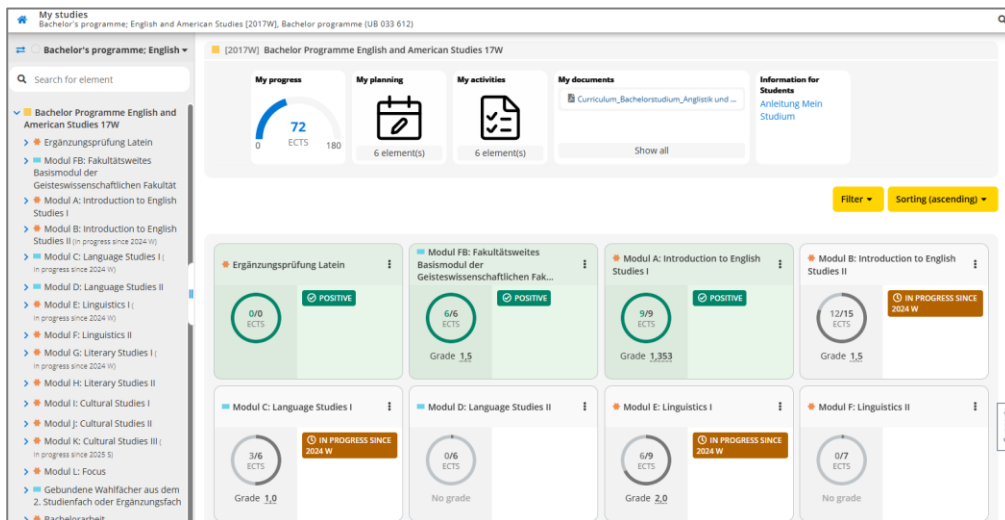 My studies
Bachelor's programme; English and American Studies [2017W], Bachelor programme (UB 033 612)
Bachelor's programme; English
Search for element
Bachelor Programme English and
American Studies 17W
Ergänzungsprüfung Latein
Modul FB: Fakultätsweites
Basismodul der
Geisteswissenschaftlichen Fakultät
Modul A: Introduction to English
Studies I
Modul B: Introduction to English
Studies II (In progress since 2024 W)
Modul C: Language Studies I (
In progress since 2024 W)
Modul D: Language Studies II
Modul E: Linguistics I (
In progress since 2024 W)
Modul F: Linguistics II
Modul G: Literary Studies I (
In progress since 2024 W)
Modul H: Literary Studies II
Modul I: Cultural Studies I
Modul J: Cultural Studies II
Modul K: Cultural Studies III (
In progress since 2025 S)
Modul L: Focus
Gebundene Wahlfächer aus dem
2. Studienfach oder Ergänzungsfach
Bachelorarbeit
[2017W] Bachelor Programme English and American Studies 17W
My progress
72
ECTS
0
180
My planning
6 element(s)
My activities
6 element(s)
My documents
Curriculum_Bachelorstudium_Anglistik und ...
Show all
Information for
Students
Anleitung Mein
Studium
Filter
Sorting (ascending)
Ergänzungsprüfung Latein
0/0
ECTS
POSITIVE
Modul FB: Fakultätsweites
Basismodul der
Geisteswissenschaftlichen Fak...
6/6
ECTS
POSITIVE
Grade 1,5
Modul A: Introduction to English
Studies I
9/9
ECTS
POSITIVE
Grade 1,353
Modul B: Introduction to English
Studies II
12/15
ECTS
IN PROGRESS SINCE
2024 W
Grade 1,5
Modul C: Language Studies I
3/6
ECTS
IN PROGRESS SINCE
2024 W
Grade 1,0
Modul D: Language Studies II
0/6
ECTS
No grade
Modul E: Linguistics I
6/9
ECTS
IN PROGRESS SINCE
2024 W
Grade 2,0
Modul F: Linguistics II
0/7
ECTS
No grade